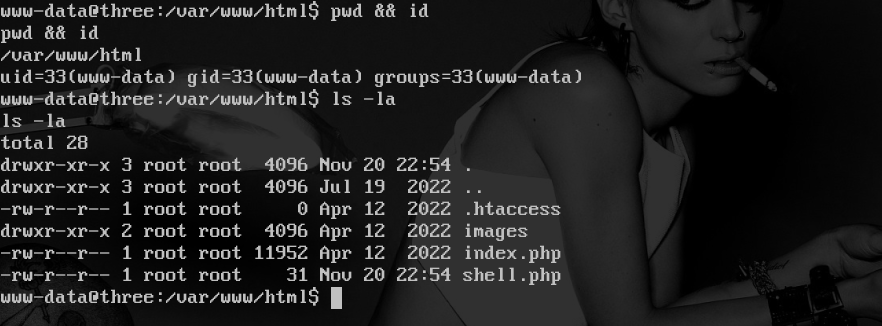 www-data@three:/var/www/html$ pwd && id
pwd && id
/var/www/html
uid=33(www-data) gid=33(www-data) groups=33(www-data)
www-data@three:/var/www/html$ ls -la
ls -la
total 28
drwxr-xr-x 3 root root  4096 Nov 20 22:54 .
drwxr-xr-x 3 root root  4096 Jul 19  2022 ..
-rw-r--r-- 1 root root     0 Apr 12  2022 .htaccess
drwxr-xr-x 2 root root  4096 Apr 12  2022 images
-rw-r--r-- 1 root root 11952 Apr 12  2022 index.php
-rw-r--r-- 1 root root    31 Nov 20 22:54 shell.php
www-data@three:/var/www/html$